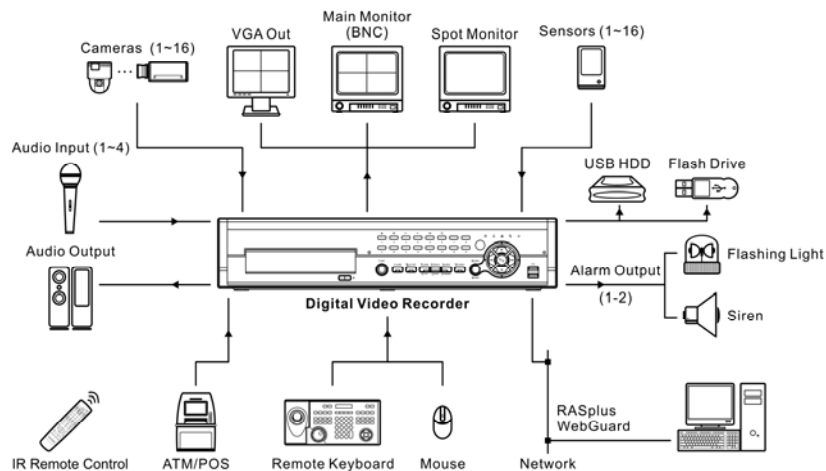 Main Monitor
(BNC)
VGA Out
Spot Monitor
Sensors (1~16)
Cameras (1~16)
Audio Input (1~4)
USB HDD
Flash Drive
Audio Output
Flashing Light
Alarm Output
(1-2)
Digital Video Recorder
Siren
RASplus
WebGuard
IR Remote Control
ATM/POS
Remote Keyboard
Mouse
Network